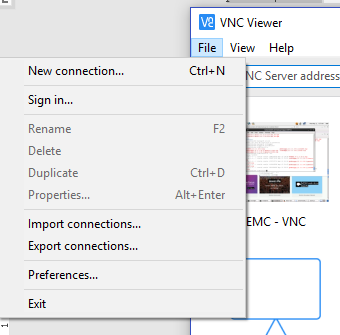 VNC Viewer
File View Help
NC Server address
New connection... Ctrl+N
Sign in...
Rename F2
Delete
Duplicate Ctrl+D
Properties... Alt+Enter
Import connections...
Export connections...
Preferences...
Exit
EMC - VNC